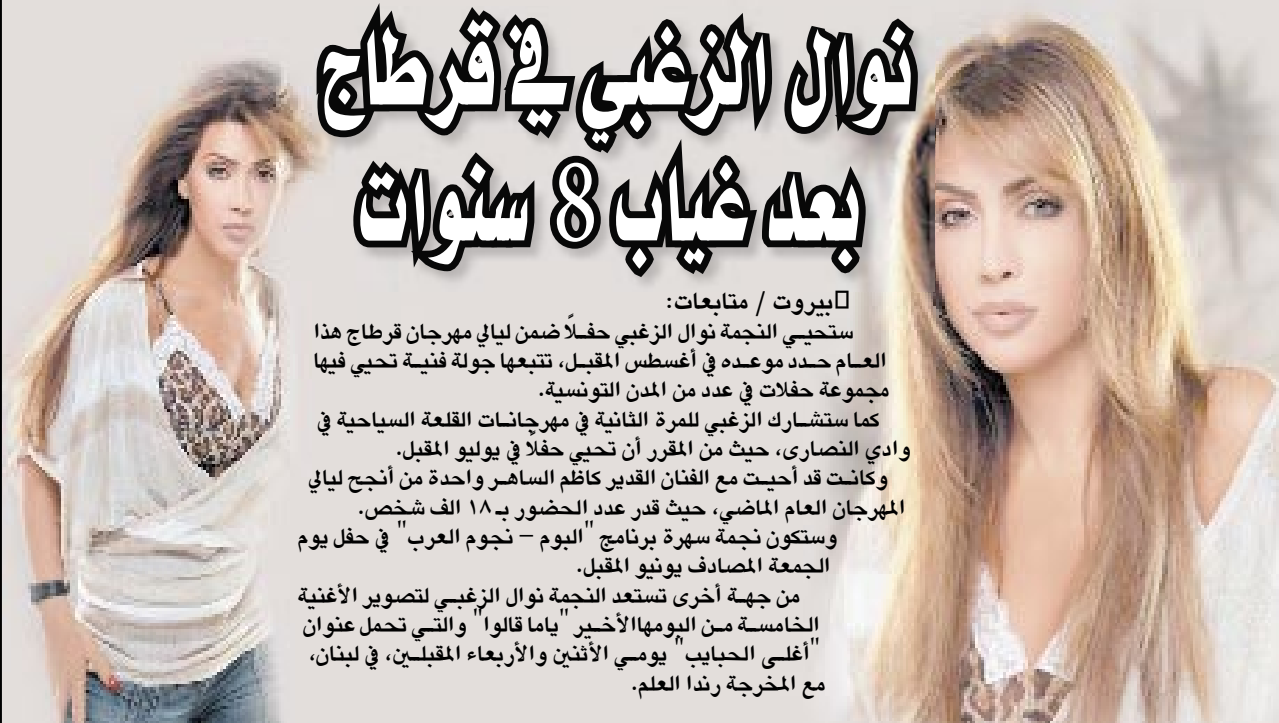 نوال الزغبي في قرطاج
بعد غياب 8 سنوات
بيروت / متابعات:
ستحيي النجمة نوال الزغبي حفلاً ضمن ليالي مهرجان قرطاج هذا
العام حدد موعده في أغسطس المقبل، تتبعها جولة فنية تحيي فيها
مجموعة حفلات في عدد من المدن التونسية.
كما ستشارك الزغبي للمرة الثانية في مهرجانات القلعة السياحية في
وادي النصارى، حيث من المقرر أن تحيي حفلاً في يوليو المقبل.
وكانت قد أحيت مع الفنان القدير كاظم الساهر واحدة من أنجح ليالي
المهرجان العام الماضي، حيث قدر عدد الحضور بـ ١٨ الف شخص.
وستكون نجمة سهرة برنامج "البوم – نجوم العرب" في حفل يوم
الجمعة المصادف يونيو المقبل.
من جهة أخرى تستعد النجمة نوال الزغبي لتصوير الأغنية
الخامسة من البومهاالأخير "ياما قالوا" والتي تحمل عنوان
"أغلى الحبايب" يومي الأثنين والأربعاء المقبلين، في لبنان،
مع المخرجة رندا العلم.